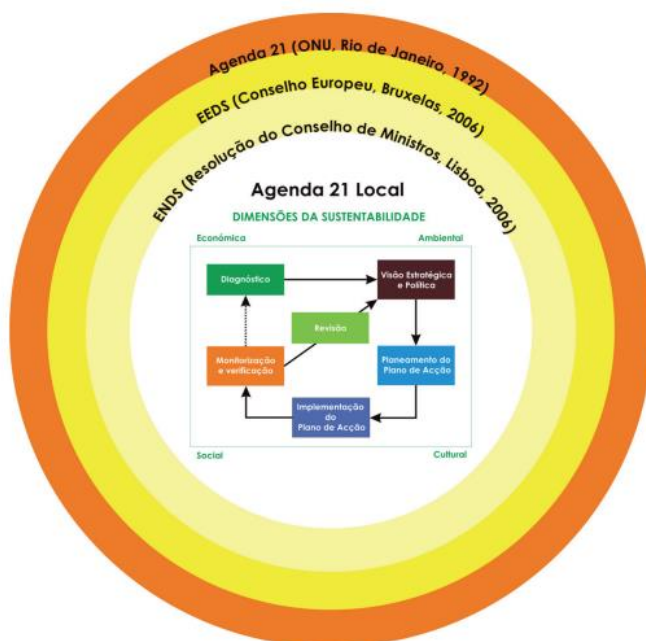 Agenda 21 (ONU, Rio de Janeiro, 1992)
EEDS (Conselho Europeu, Bruxelas, 2006)
ENDS (Resolução do Conselho de Ministros, Lisboa, 2006)
Agenda 21 Local
DIMENSÕES DA SUSTENTABILIDADE
Económica
Ambiental
Diagnóstico
Visão Estratégica
e Política
Revisão
Monitorização
e verificação
Planeamento do
Plano de Acção
Implementação
do
Plano de Acção
Social
Cultural